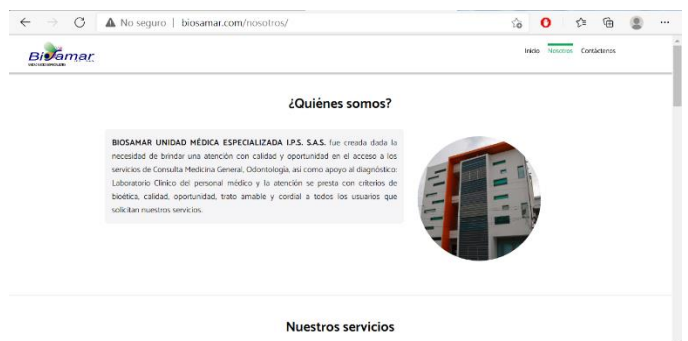 No seguro | biosamar.com/nosotros/
Biosamar
Inicio Nosotros Contáctenos
¿Quiénes somos?
BIOSAMAR UNIDAD MÉDICA ESPECIALIZADA I.P.S. S.A.S. fue creada dada la
necesidad de brindar una atención con calidad y oportunidad en el acceso a los
servicios de Consulta Medicina General, Odontología, así como apoyo al diagnóstico:
Laboratorio Clínico del personal médico y la atención se presta con criterios de
bioética, calidad, oportunidad, trato amable y cordial a todos los usuarios que
solicitan nuestros servicios.
Nuestros servicios